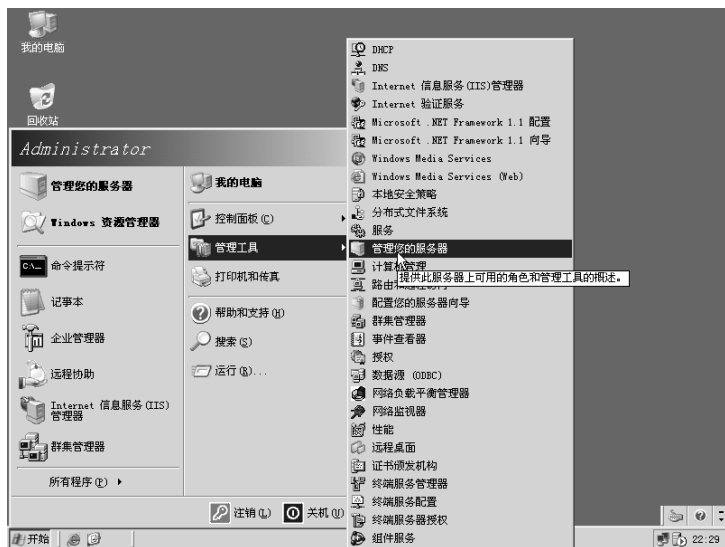 我的电脑
回收站
Administrator
管理您的服务器
Windows 资源管理器
命令提示符
记事本
企业管理器
远程协助
Internet 信息服务(IIS)
管理器
群集管理器
所有程序(P)
我的电脑
控制面板(C)
管理工具
打印机和传真
帮助和支持(H)
搜索(S)
运行(R)...
注销(L)
关机(U)
DHCP
DNS
Internet 信息服务(IIS)管理器
Internet 验证服务
Microsoft .NET Framework 1.1 配置
Microsoft .NET Framework 1.1 向导
Windows Media Services
Windows Media Services (Web)
本地安全策略
分布式文件系统
服务
管理您的服务器
计算机管理
提供此服务器上可用的角色和管理工具的概述。
配置您的服务器向导
群集管理器
事件查看器
授权
数据源 (ODBC)
网络负载平衡管理器
网络监视器
性能
远程桌面
证书颁发机构
终端服务管理器
终端服务配置
终端服务器授权
组件服务
开始
22:29